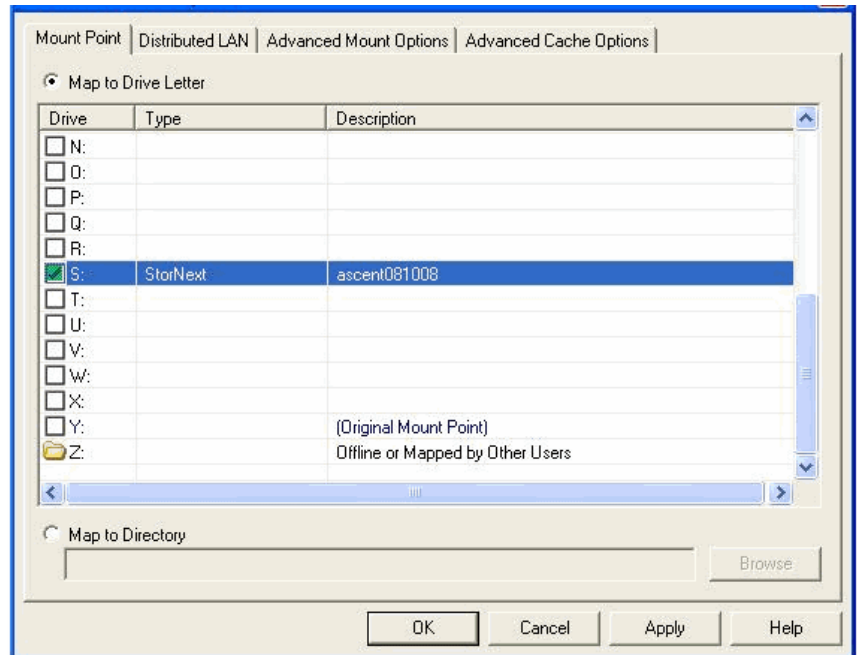 Mount Point Distributed LAN Advanced Mount Options Advanced Cache Options
Map to Drive Letter
Drive Type Description
N:
O:
P:
Q:
R:
S: StorNext ascent081008
T:
U:
V:
W:
X:
Y: (Original Mount Point)
Z: Offline or Mapped by Other Users
Map to Directory
Browse
OK Cancel Apply Help